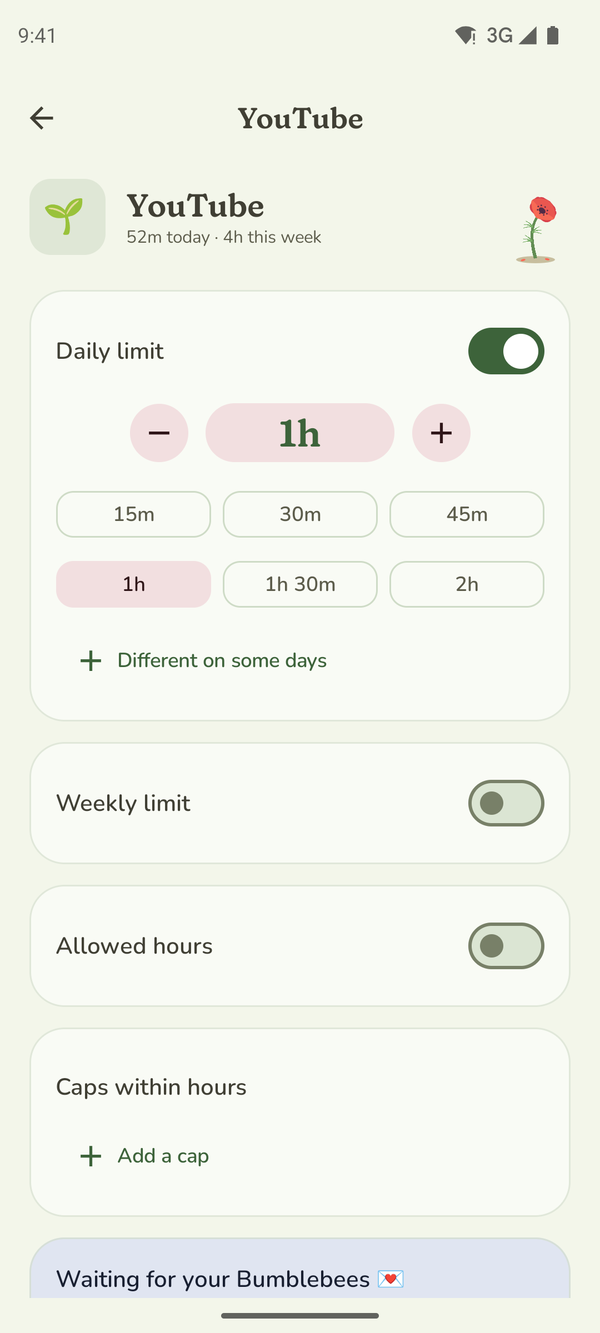 9:41
3G
YouTube
YouTube
52m today · 4h this week
Daily limit
1h
15m
30m
45m
1h
1h 30m
2h
Different on some days
Weekly limit
Allowed hours
Caps within hours
Add a cap
Waiting for your Bumblebees 💌